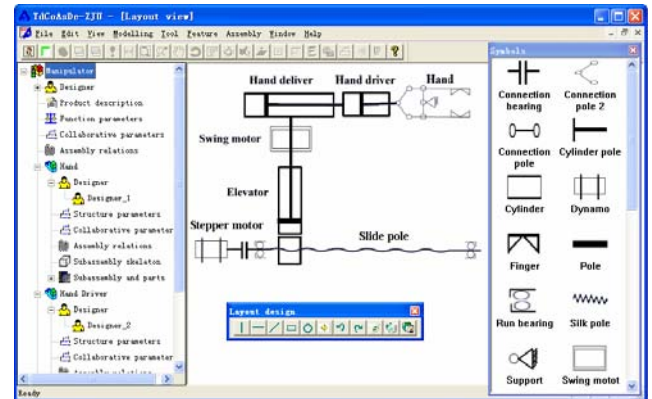 TdCoAsDe-ZJU - [Layout view]
File Edit View Modelling Tool Feature Assembly Window Help
Manipulator
Designer
Product description
Function parameters
Collaborative parameters
Assembly relations
Hand
Designer
Designer_1
Structure parameters
Collaborative parameter
Assembly relations
Subassembly skeleton
Subassembly and parts
Hand Driver
Designer
Designer_2
Structure parameters
Collaborative parameter
Assembly relations
Ready
Hand deliver Hand driver Hand
Swing motor
Elevator
Stepper motor
Slide pole
Layout design
Symbols
Connection bearing
Connection pole 2
Connection pole
Cylinder pole
Cylinder
Dynamo
Finger
Pole
Run bearing
Silk pole
Support
Swing motot